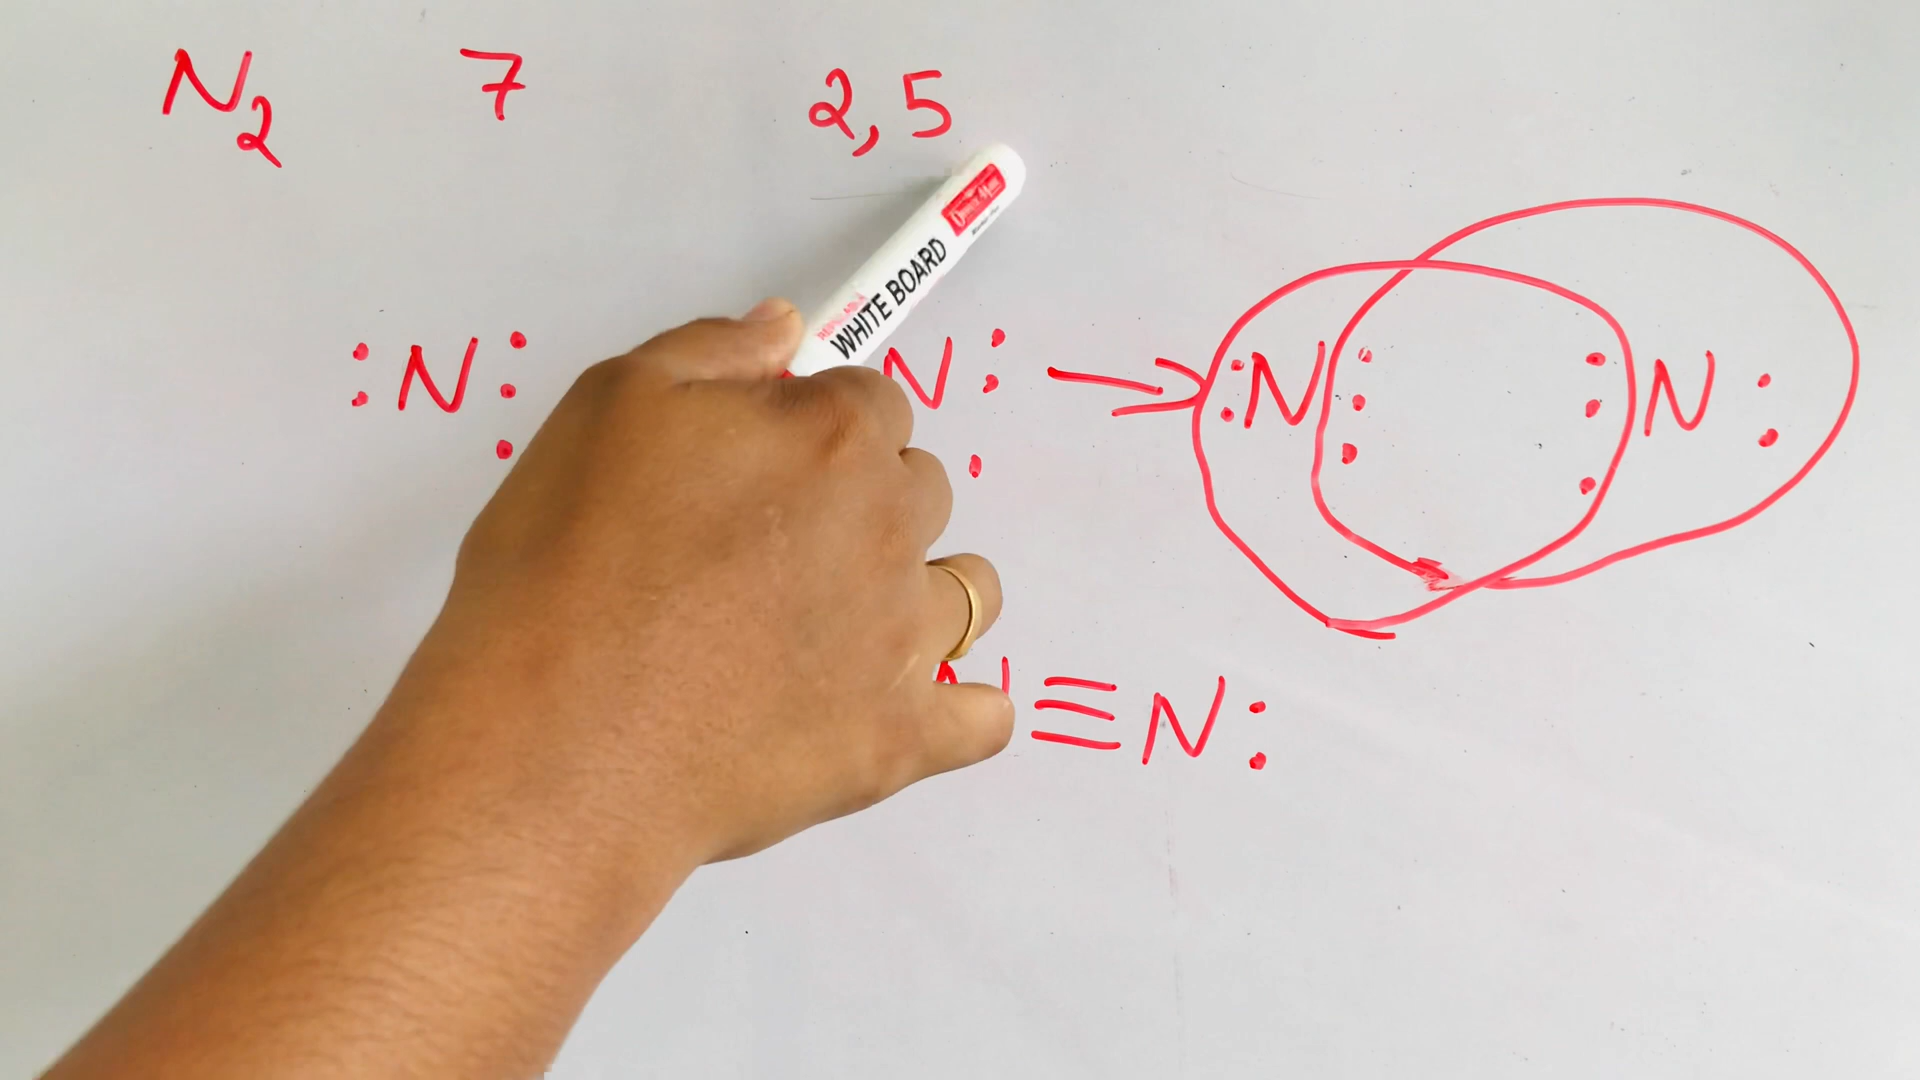 N₂ 7 2,5
:N: . N: . → :N: . : . N:
N≡N:
WHITE BOARD